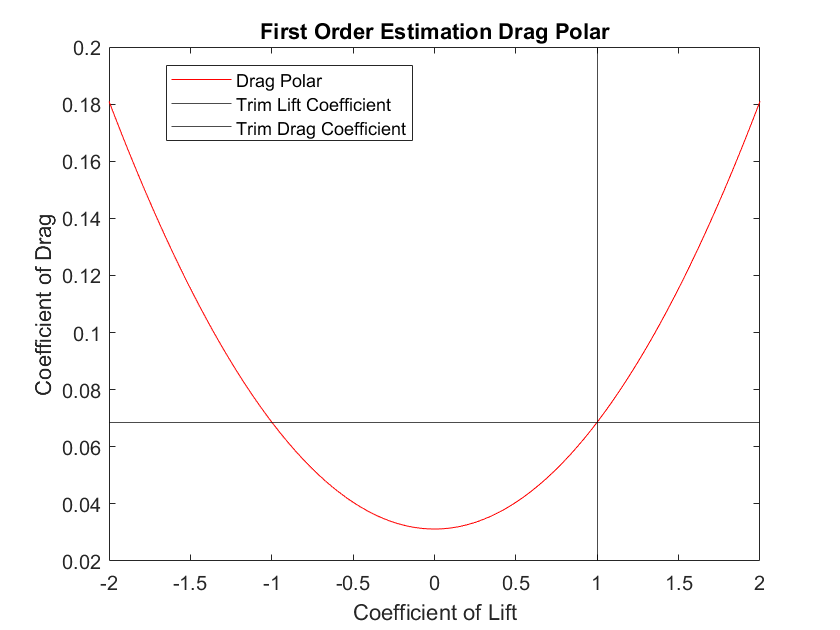 First Order Estimation Drag Polar
Drag Polar
Trim Lift Coefficient
Trim Drag Coefficient
Coefficient of Drag
0.2
0.18
0.16
0.14
0.12
0.1
0.08
0.06
0.04
0.02
-2 -1.5 -1 -0.5 0 0.5 1 1.5 2
Coefficient of Lift